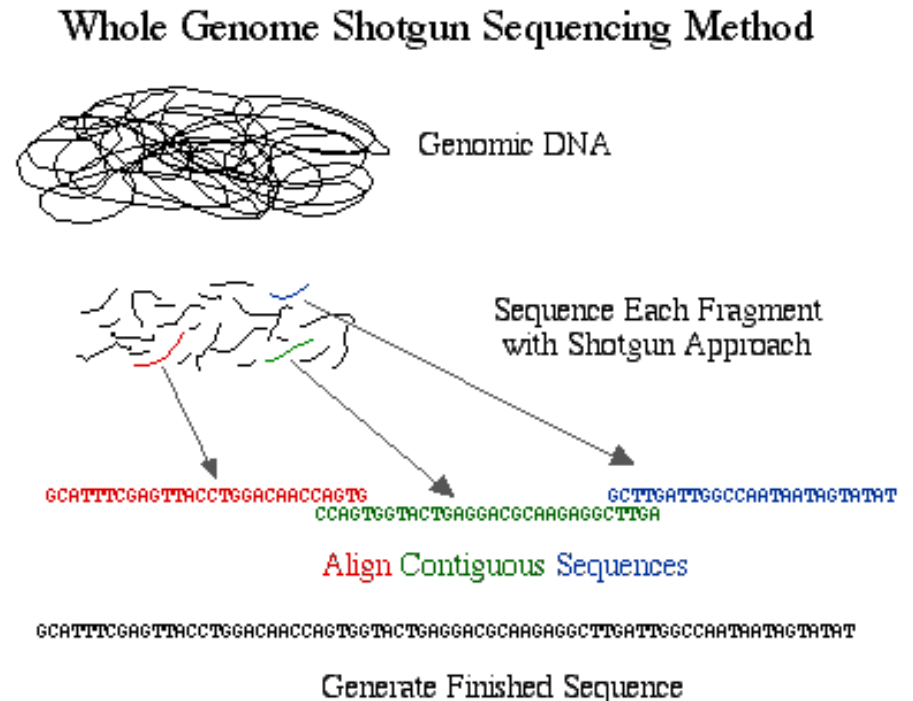 Whole Genome Shotgun Sequencing Method
Genomic DNA
Sequence Each Fragment
with Shotgun Approach
GCATTTCGAGTTACCTGGACAACCAGTG
GCTTGATTGGCCAATAATAGTATAT
CCAGTGGTACTGAGGACGCAAGAGGCTTGA
Align Contiguous Sequences
GCATTTCGAGTTACCTGGACAACCAGTGGTACTGAGGACGCAAGAGGCTTGATTGGCCAATAATAGTATAT
Generate Finished Sequence